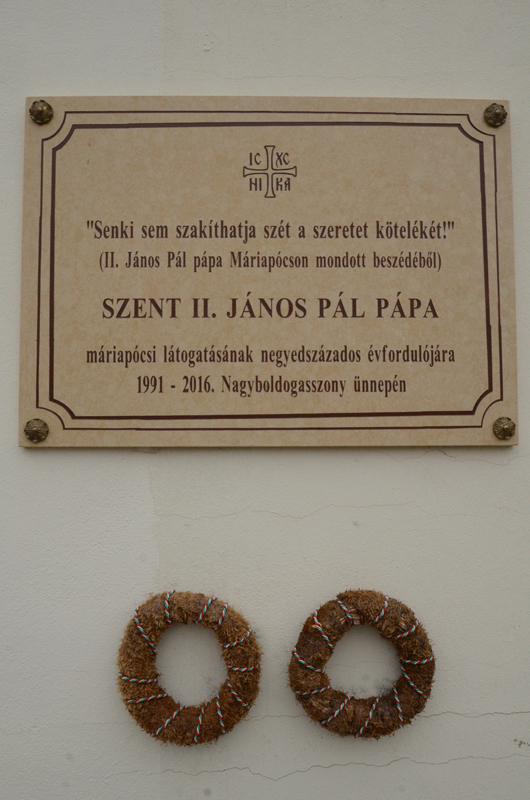 IC XC
NI KA
"Senki sem szakíthatja szét a szeretet kötelékét!"
(II. János Pál pápa Máriapócson mondott beszédéből)
SZENT II. JÁNOS PÁL PÁPA
máriapócsi látogatásának negyedszázados évfordulójára
1991 - 2016. Nagyboldogasszony ünnepén